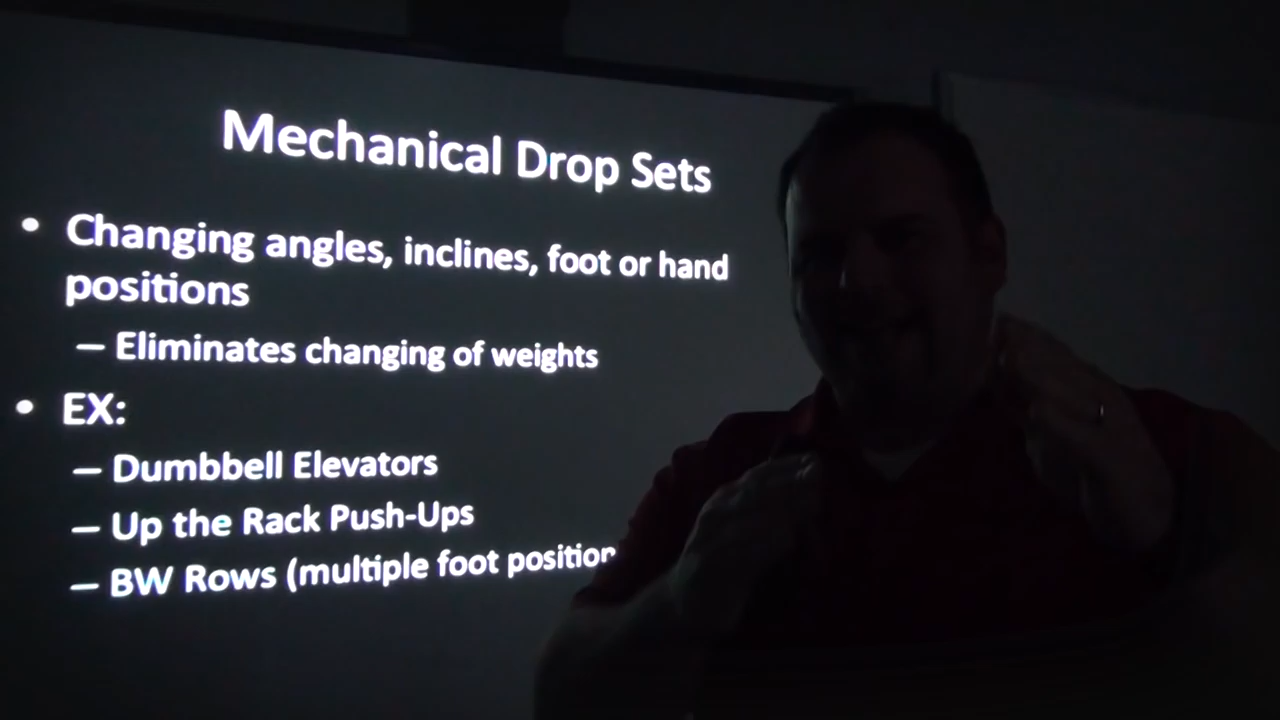 Mechanical Drop Sets
• Changing angles, inclines, foot or hand
positions
– Eliminates changing of weights
• EX:
– Dumbbell Elevators
– Up the Rack Push-Ups
– BW Rows (multiple foot position